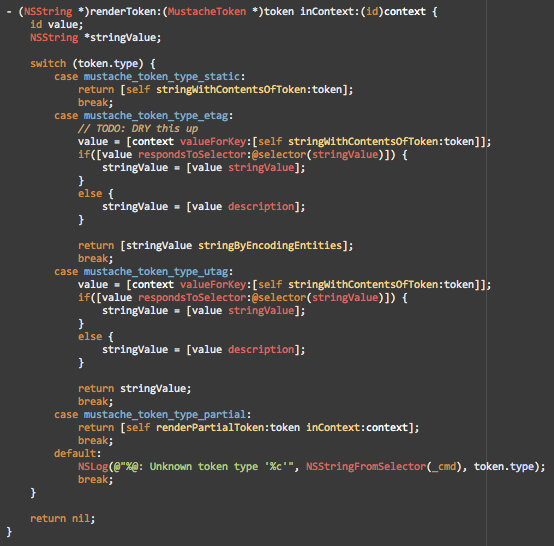 - (NSString *)renderToken:(MustacheToken *)token inContext:(id)context {
    id value;
    NSString *stringValue;

    switch (token.type) {
        case mustache_token_type_static:
            return [self stringWithContentsOfToken:token];
            break;
        case mustache_token_type_etag:
            // TODO: DRY this up
            value = [context valueForKey:[self stringWithContentsOfToken:token]];
            if([value respondsToSelector:@selector(stringValue)]) {
                stringValue = [value stringValue];
            }
            else {
                stringValue = [value description];
            }

            return [stringValue stringByEncodingEntities];
            break;
        case mustache_token_type_utag:
            value = [context valueForKey:[self stringWithContentsOfToken:token]];
            if([value respondsToSelector:@selector(stringValue)]) {
                stringValue = [value stringValue];
            }
            else {
                stringValue = [value description];
            }

            return stringValue;
            break;
        case mustache_token_type_partial:
            return [self renderPartialToken:token inContext:context];
            break;
        default:
            NSLog(@"%@: Unknown token type '%c'", NSStringFromSelector(_cmd), token.type);
            break;
    }

    return nil;
}